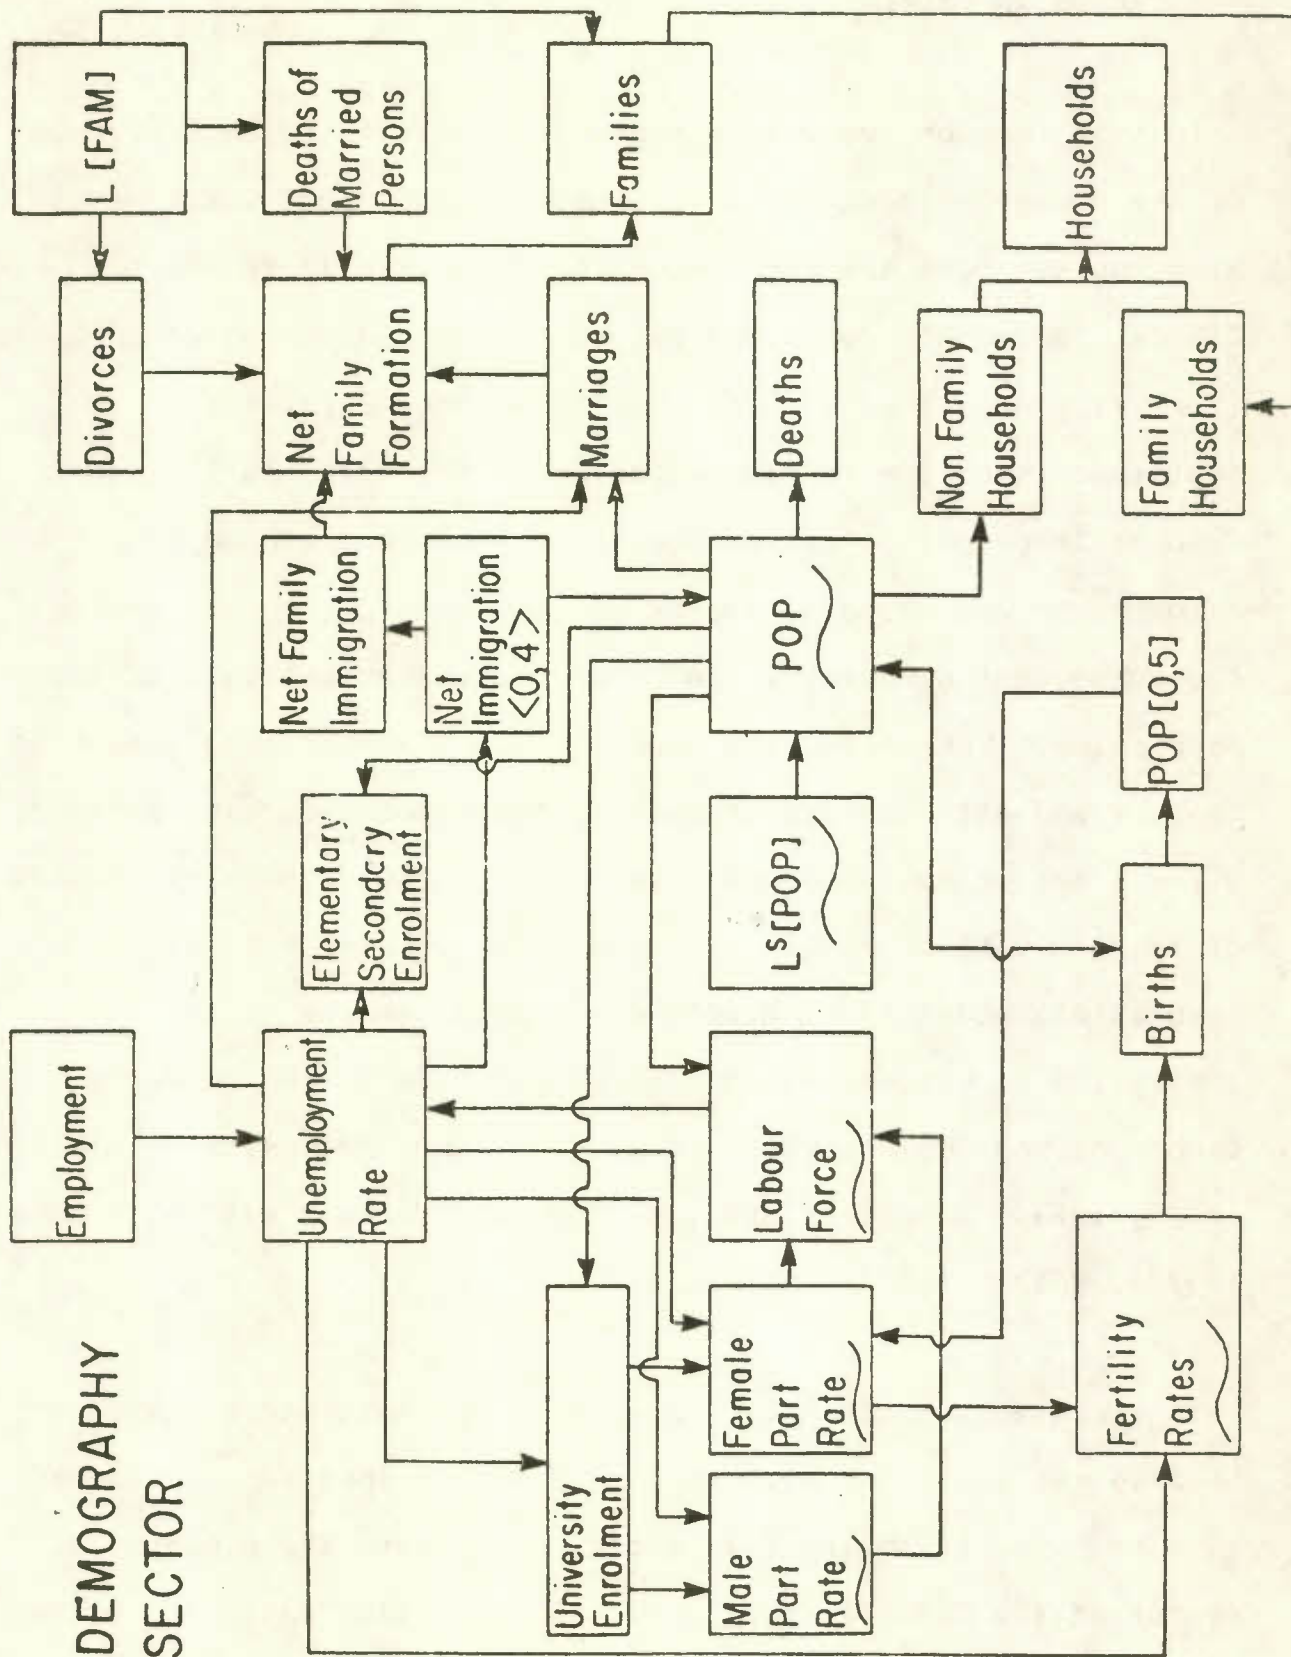 DEMOGRAPHY
SECTOR
Employment
Divorces
L [FAM]
Unemployment
Rate
Elementary
Secondary
Enrolment
Net Family
Immigration
Net
Family
Formation
Deaths of
Married
Persons
University
Enrolment
Net
Immigration
<0,4>
Marriages
Families
Male
Part
Rate
Female
Part
Rate
Labour
Force
Lˢ[POP]
POP
Deaths
Non Family
Households
Households
Fertility
Rates
Births
POP [0,5]
Family
Households